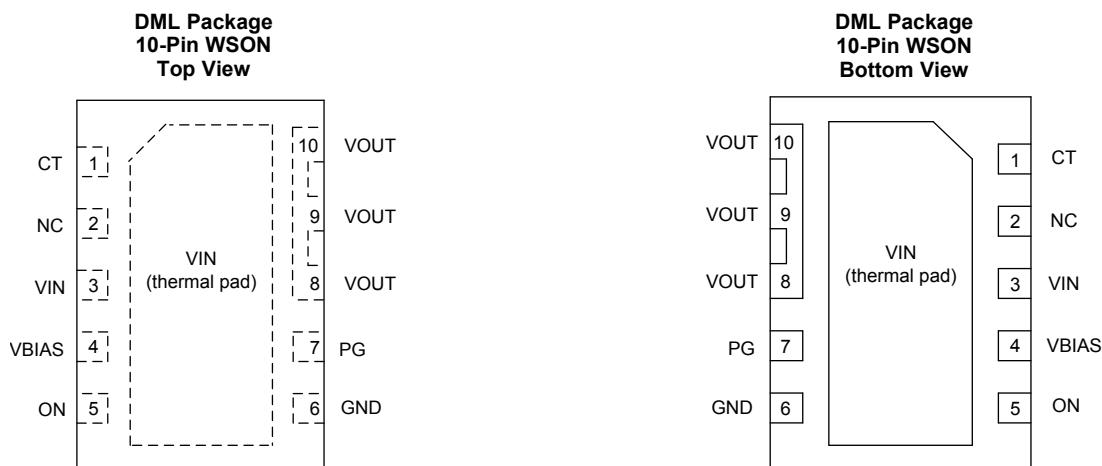 DML Package
10-Pin WSON
Top View
CT 1
NC 2
VIN 3
VBIAS 4
ON 5
VIN
(thermal pad)
10 VOUT
9 VOUT
8 VOUT
7 PG
6 GND
DML Package
10-Pin WSON
Bottom View
VOUT 10
VOUT 9
VOUT 8
PG 7
GND 6
VIN
(thermal pad)
1 CT
2 NC
3 VIN
4 VBIAS
5 ON